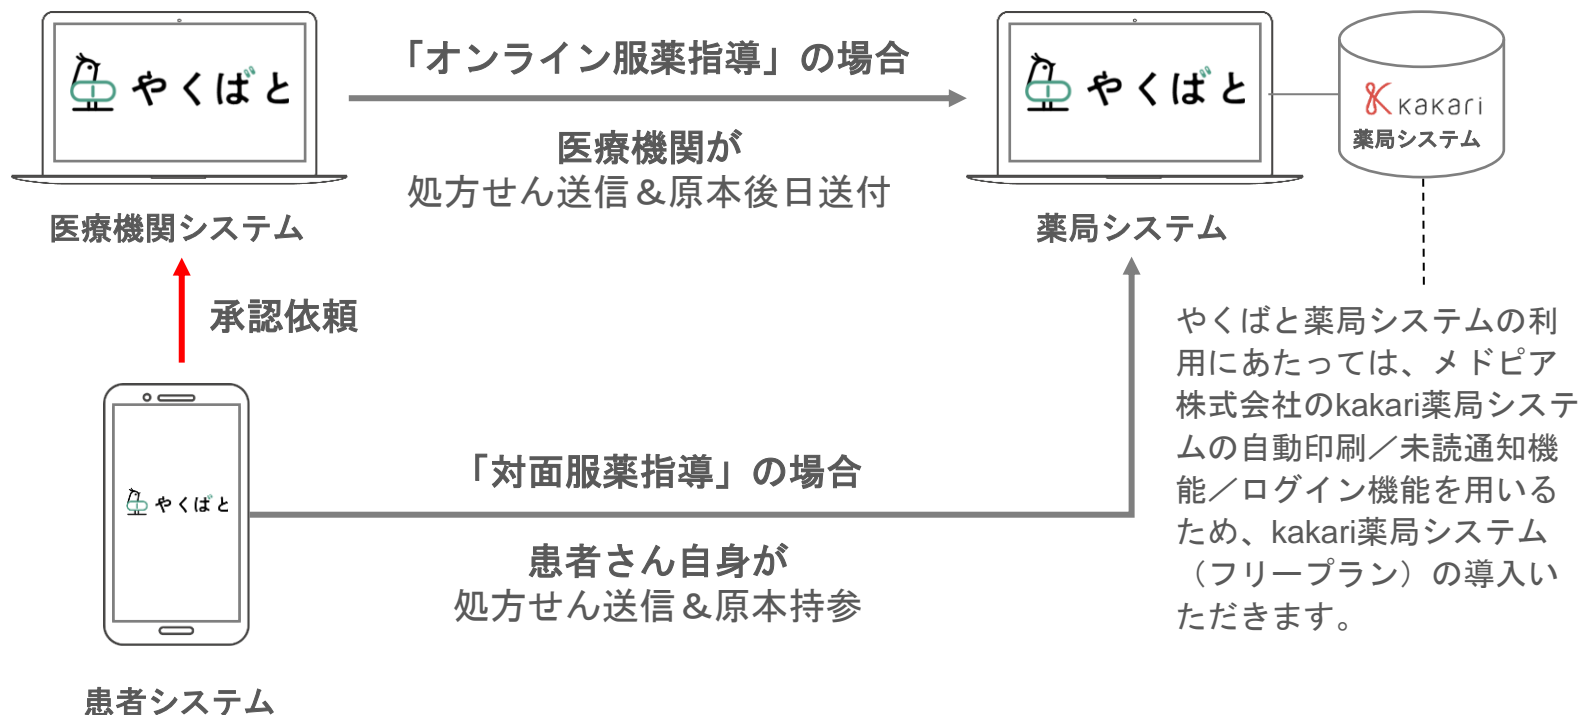 やくばと
「オンライン服薬指導」の場合
医療機関が
処方せん送信＆原本後日送付
やくばと
kakari
薬局システム
医療機関システム
薬局システム
承認依頼
やくばと薬局システムの利
用にあたっては、メドピア
株式会社のkakari薬局システ
ムの自動印刷／未読通知機
能／ログイン機能を用いる
ため、kakari薬局システム
（フリープラン）の導入い
ただきます。
やくばと
「対面服薬指導」の場合
患者さん自身が
処方せん送信＆原本持参
患者システム